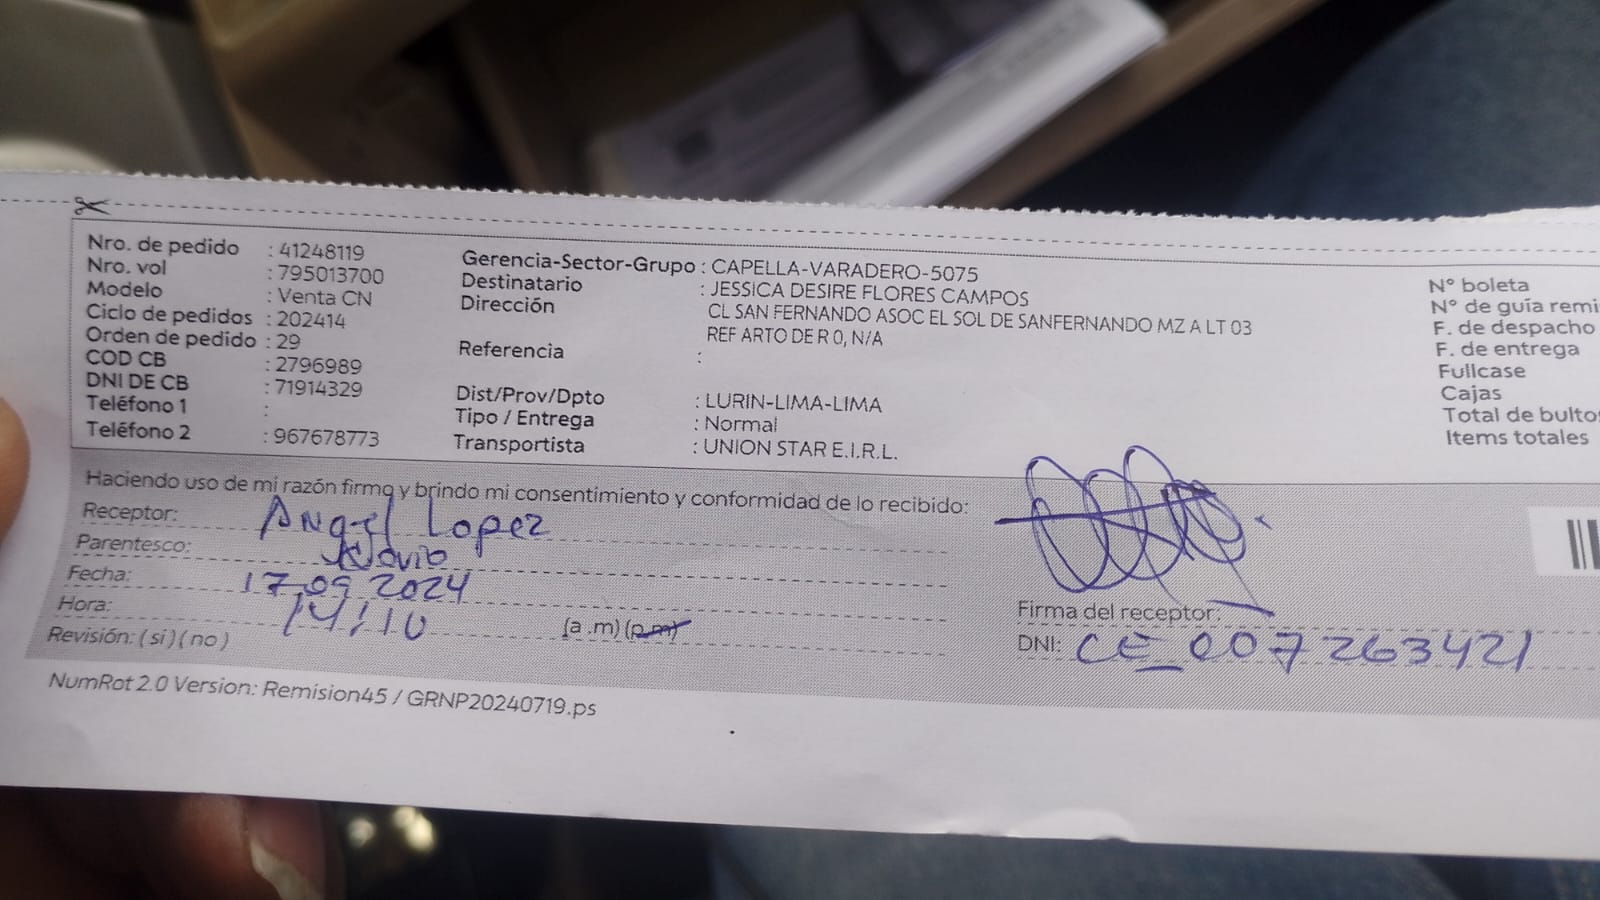 Nro. de pedido : 41248119
Nro. vol : 795013700
Modelo : Venta CN
Ciclo de pedidos : 202414
Orden de pedido : 29
COD CB : 2796989
DNI DE CB : 71914329
Teléfono 1 :
Teléfono 2 : 967678773
Gerencia-Sector-Grupo : CAPELLA-VARADERO-5075
Destinatario : JESSICA DESIRE FLORES CAMPOS
Dirección CL SAN FERNANDO ASOC EL SOL DE SANFERNANDO MZ A LT 03
REF ARTO DE R 0, N/A
Referencia :
Dist/Prov/Dpto : LURIN-LIMA-LIMA
Tipo / Entrega : Normal
Transportista : UNION STAR E.I.R.L.
N° boleta
N° de guía remi
F. de despacho
F. de entrega
Fullcase
Cajas
Total de bultos
Items totales
Haciendo uso de mi razón firmo y brindo mi consentimiento y conformidad de lo recibido:
Receptor: Angel Lopez
Parentesco: Novio
Fecha: 17.09.2024
Hora: 14:10 (a .m) (p.m)
Revisión: ( si ) ( no )
Firma del receptor:
DNI: CE_007263421
NumRot 2.0 Version: Remision45 / GRNP20240719.ps